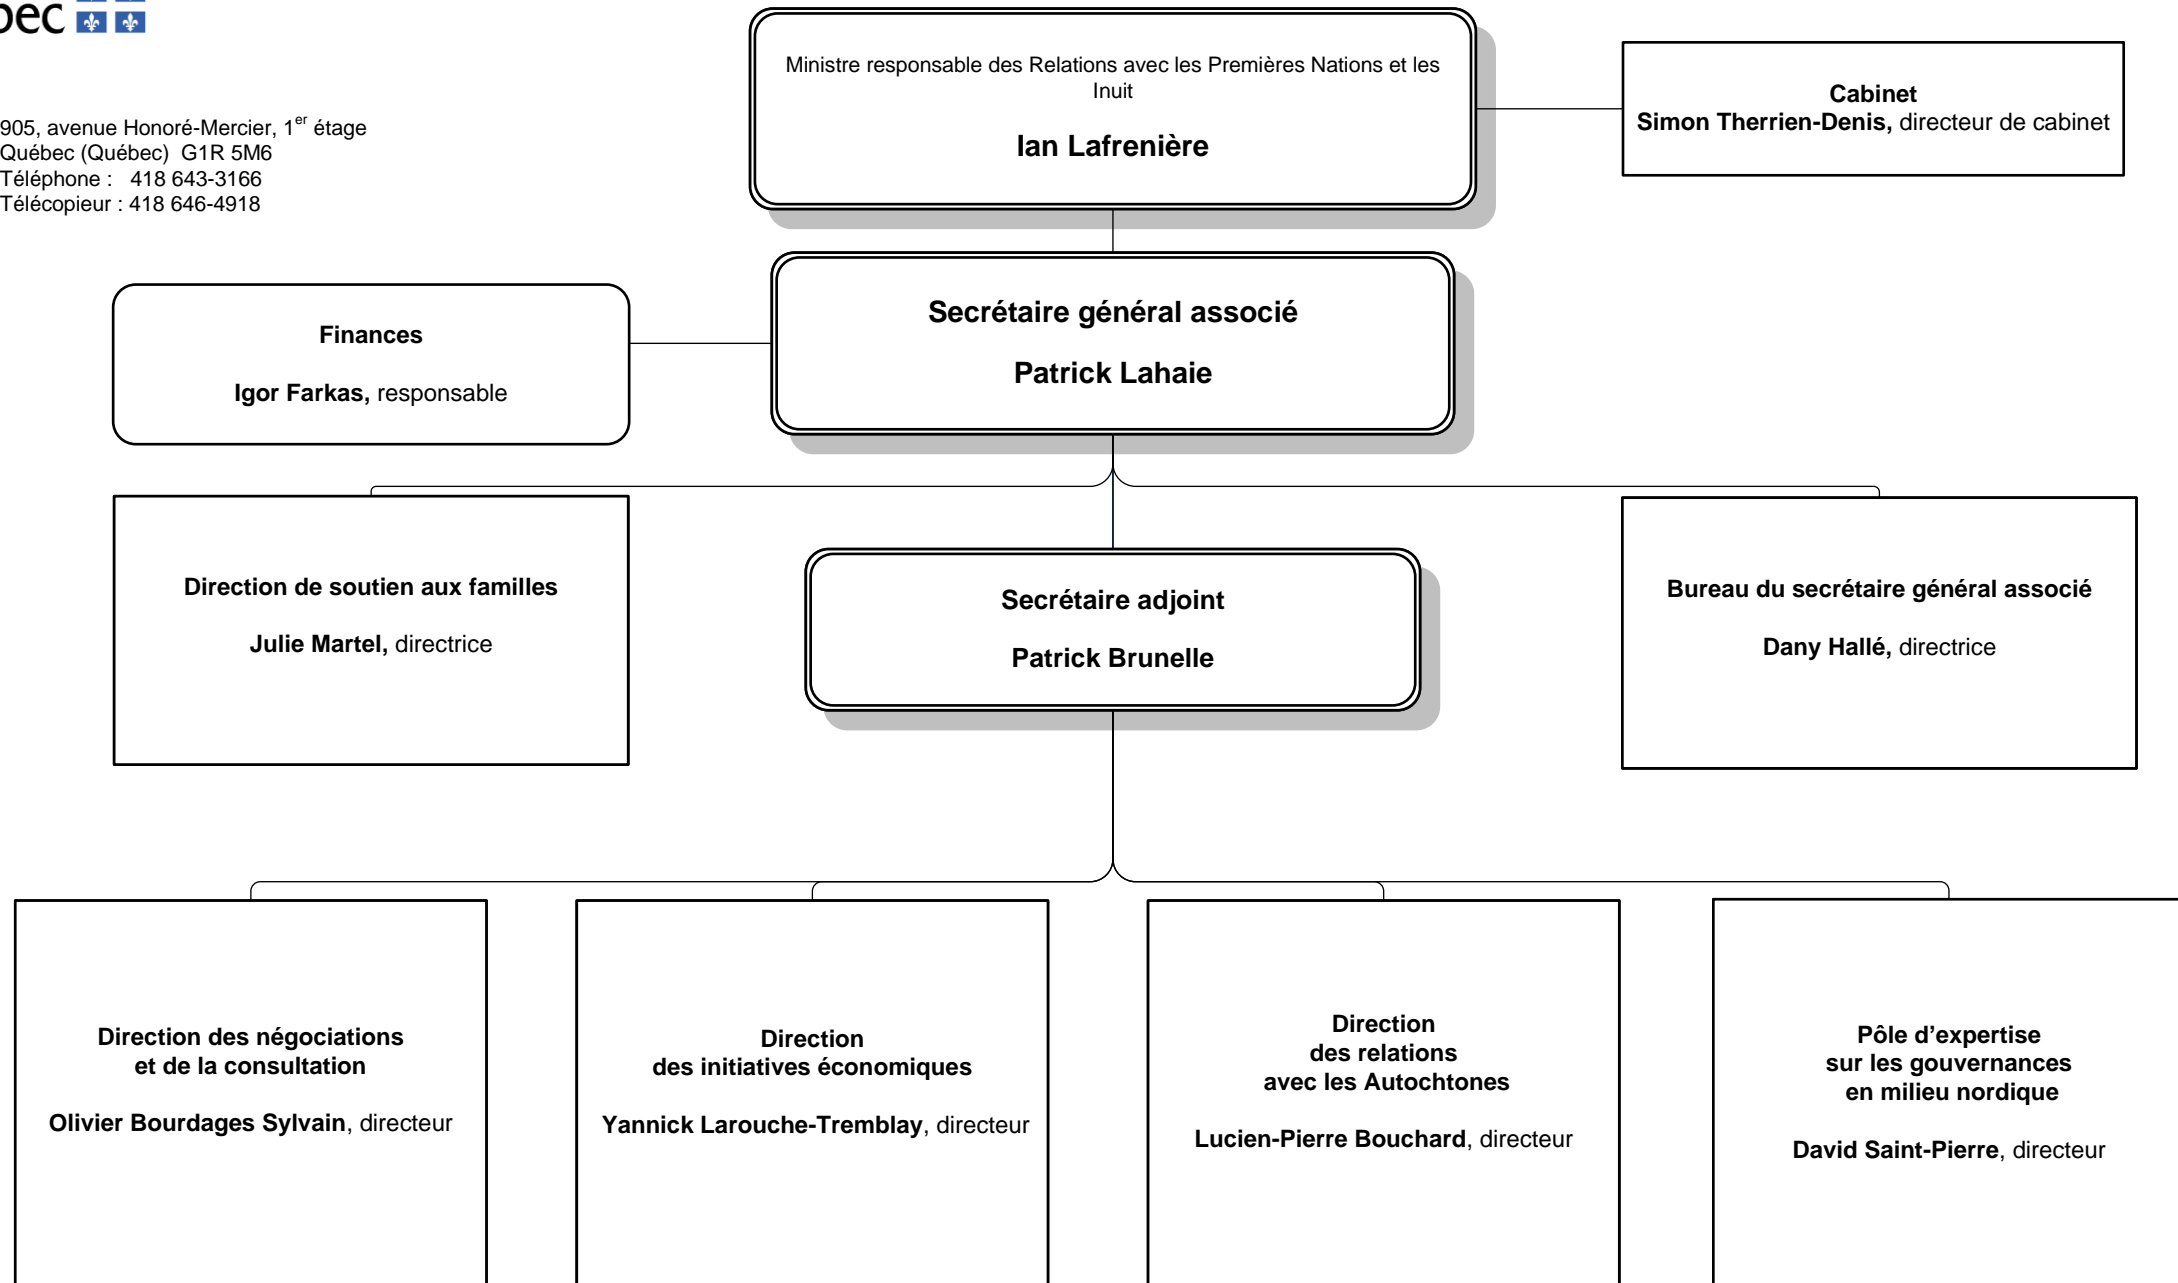 905, avenue Honoré-Mercier, 1er étage
Québec (Québec) G1R 5M6
Téléphone : 418 643-3166
Télécopieur : 418 646-4918
Ministre responsable des Relations avec les Premières Nations et les
Inuit
Ian Lafrenière
Cabinet
Simon Therrien-Denis, directeur de cabinet
Finances
Igor Farkas, responsable
Secrétaire général associé
Patrick Lahaie
Direction de soutien aux familles
Julie Martel, directrice
Secrétaire adjoint
Patrick Brunelle
Bureau du secrétaire général associé
Dany Hallé, directrice
Direction des négociations
et de la consultation
Olivier Bourdages Sylvain, directeur
Direction
des initiatives économiques
Yannick Larouche-Tremblay, directeur
Direction
des relations
avec les Autochtones
Lucien-Pierre Bouchard, directeur
Pôle d’expertise
sur les gouvernances
en milieu nordique
David Saint-Pierre, directeur